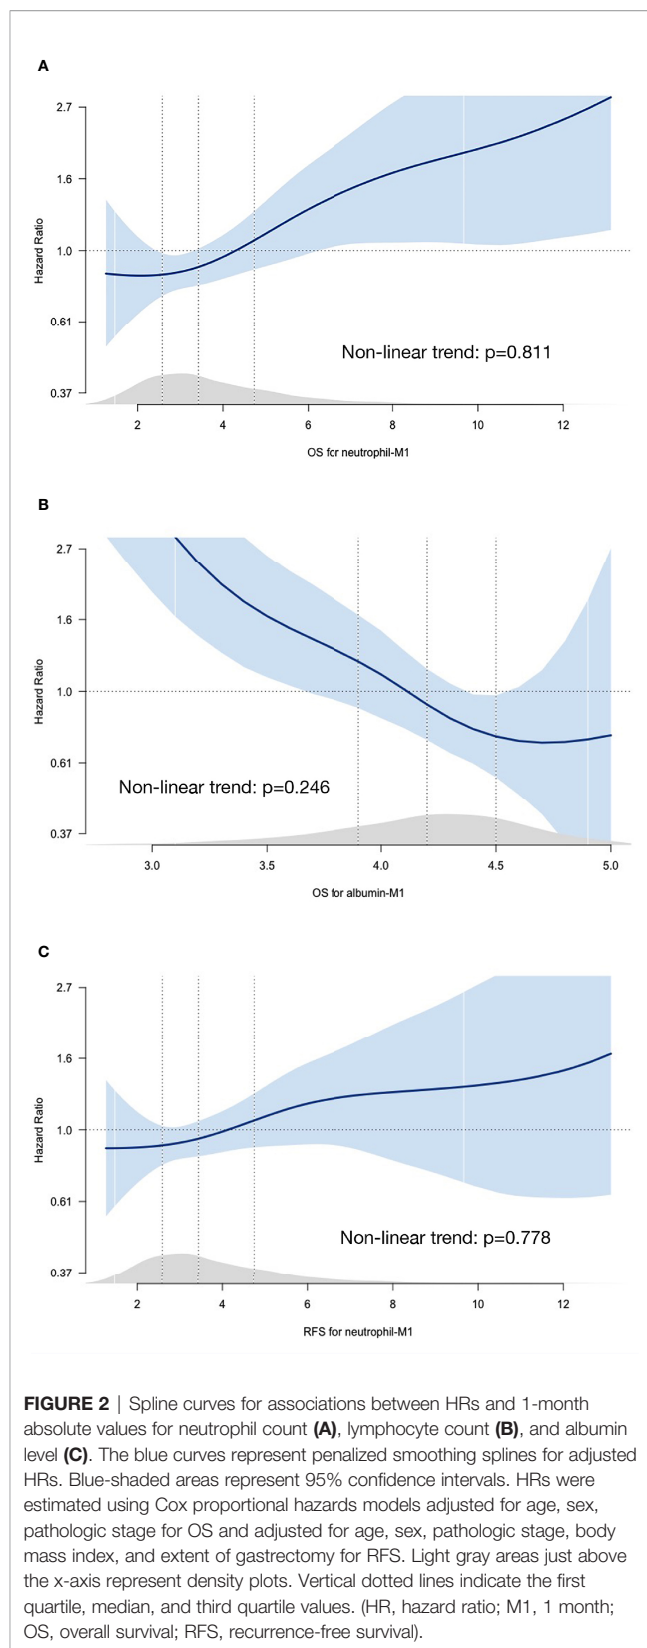 A
2.7
1.6
1.0
0.61
0.37
Hazard Ratio
Non-linear trend: p=0.811
2 4 6 8 10 12
OS for neutrophil-M1
B
2.7
1.6
1.0
0.61
0.37
Hazard Ratio
Non-linear trend: p=0.246
3.0 3.5 4.0 4.5 5.0
OS for albumin-M1
C
2.7
1.6
1.0
0.61
0.37
Hazard Ratio
Non-linear trend: p=0.778
2 4 6 8 10 12
RFS for neutrophil-M1
FIGURE 2 | Spline curves for associations between HRs and 1-month
absolute values for neutrophil count (A), lymphocyte count (B), and albumin
level (C). The blue curves represent penalized smoothing splines for adjusted
HRs. Blue-shaded areas represent 95% confidence intervals. HRs were
estimated using Cox proportional hazards models adjusted for age, sex,
pathologic stage for OS and adjusted for age, sex, pathologic stage, body
mass index, and extent of gastrectomy for RFS. Light gray areas just above
the x-axis represent density plots. Vertical dotted lines indicate the first
quartile, median, and third quartile values. (HR, hazard ratio; M1, 1 month;
OS, overall survival; RFS, recurrence-free survival).